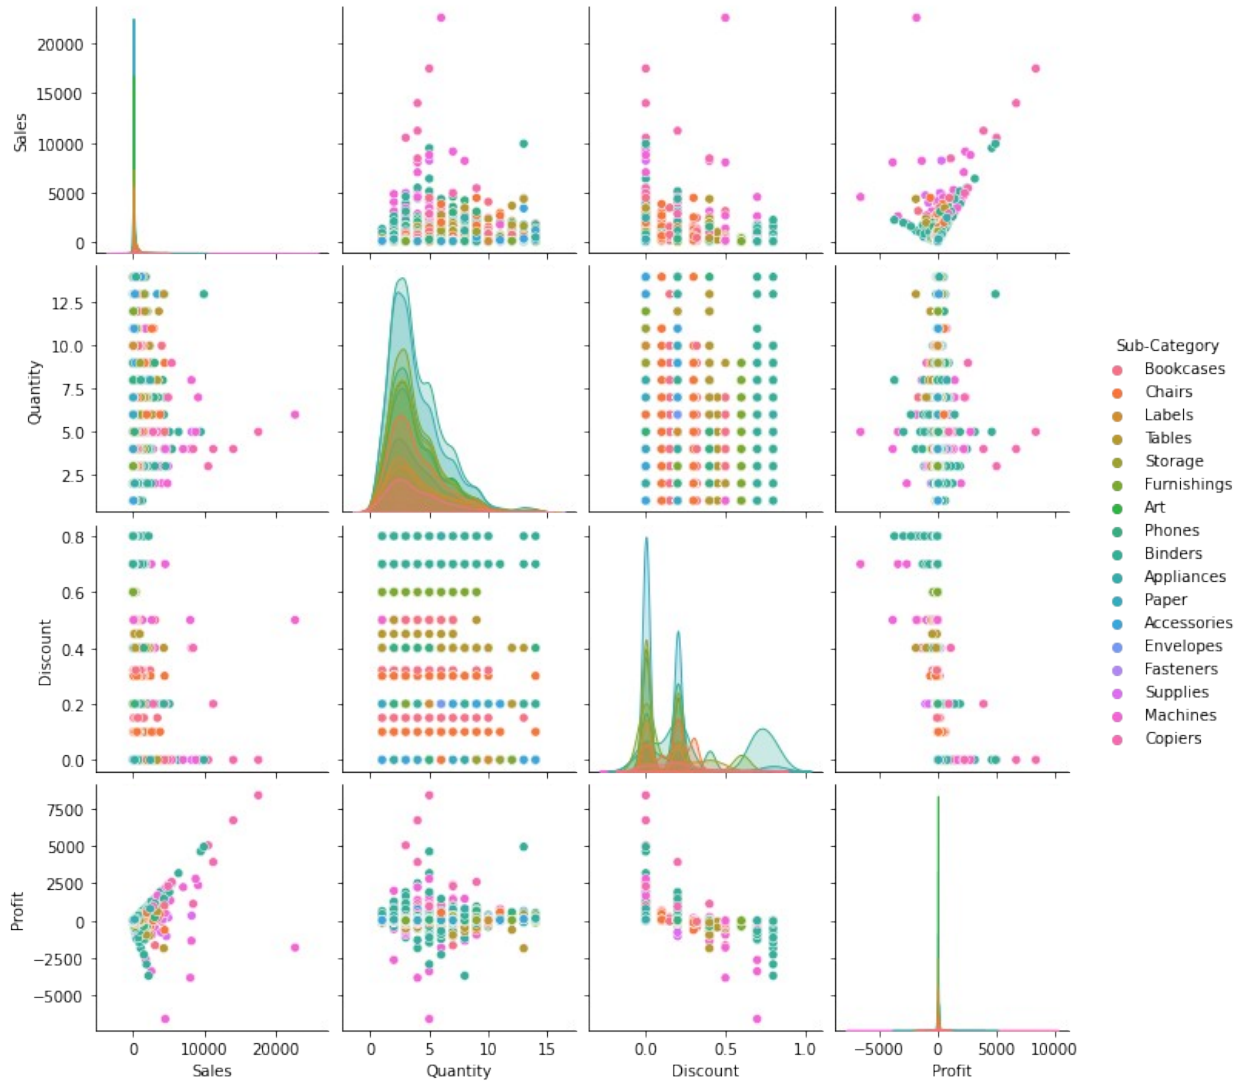 20000
15000
10000
5000
0
Sales
12.5
10.0
7.5
5.0
2.5
Quantity
0.8
0.6
0.4
0.2
0.0
Discount
7500
5000
2500
0
−2500
−5000
Profit
0 10000 20000
Sales
0 5 10 15
Quantity
0.0 0.5 1.0
Discount
−5000 0 5000 10000
Profit
Sub-Category
Bookcases
Chairs
Labels
Tables
Storage
Furnishings
Art
Phones
Binders
Appliances
Paper
Accessories
Envelopes
Fasteners
Supplies
Machines
Copiers